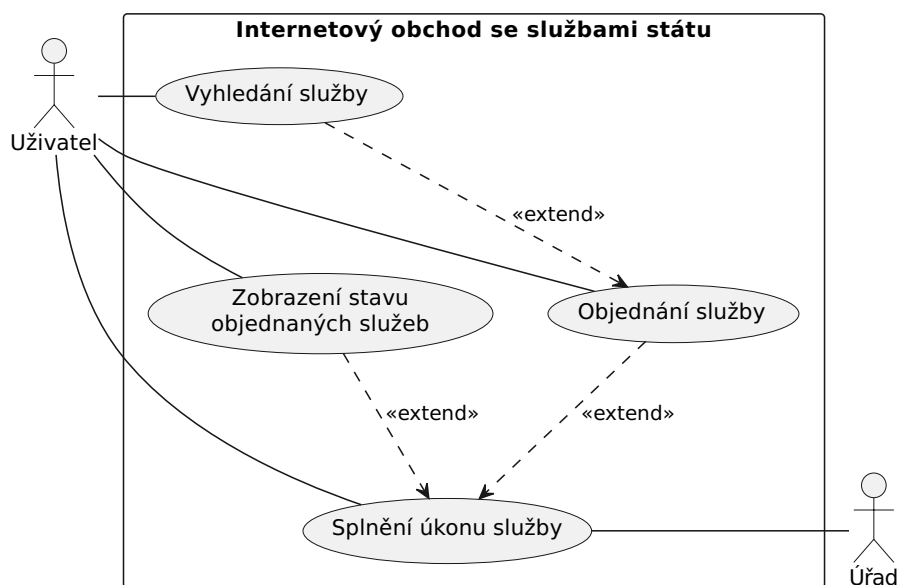 Internetový obchod se službami státu
Vyhledání služby
Uživatel
«extend»
Zobrazení stavu
objednaných služeb
Objednání služby
«extend»
«extend»
Splnění úkonu služby
Úřad